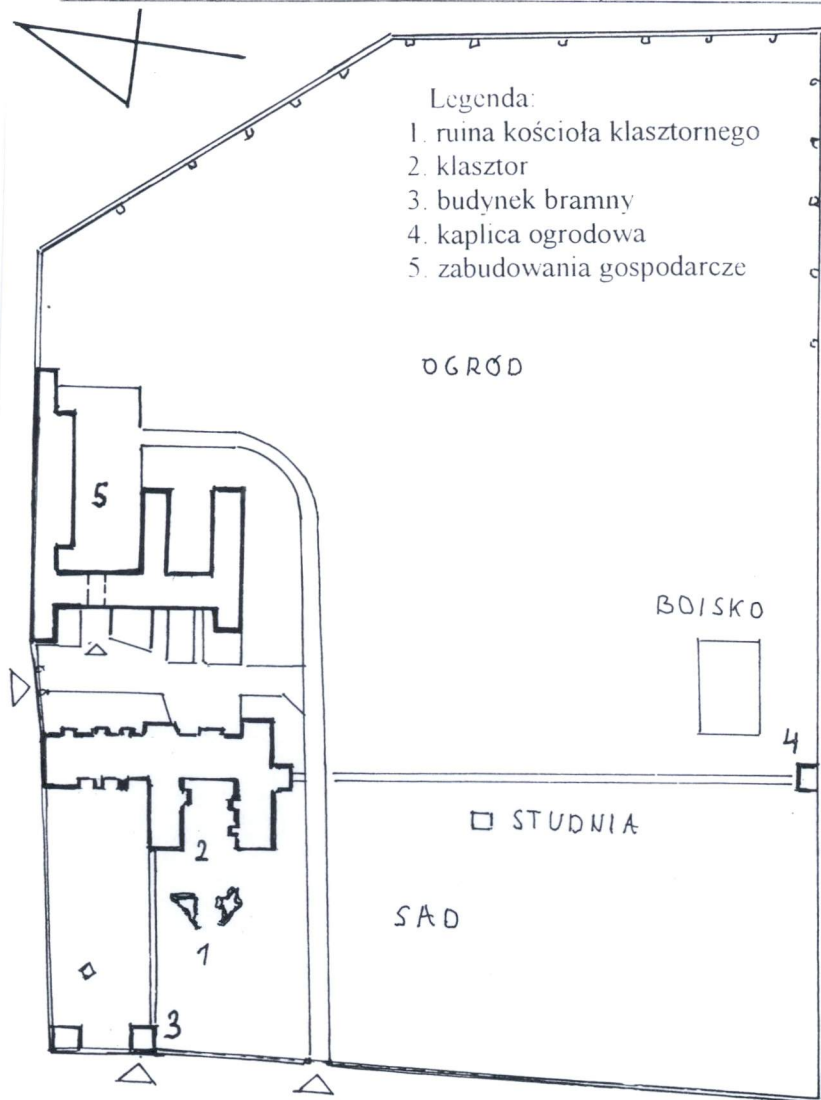 Legenda:
1. ruina kościoła klasztornego
2. klasztor
3. budynek bramny
4. kaplica ogrodowa
5. zabudowania gospodarcze
OGRÓD
5
BOISKO
4
STUDNIA
2
SAD
1
3